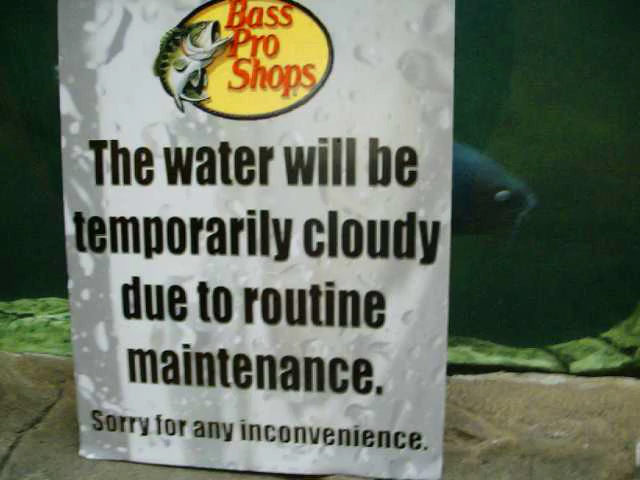 Bass
Pro
Shops
The water will be
temporarily cloudy
due to routine
maintenance.
Sorry for any inconvenience.